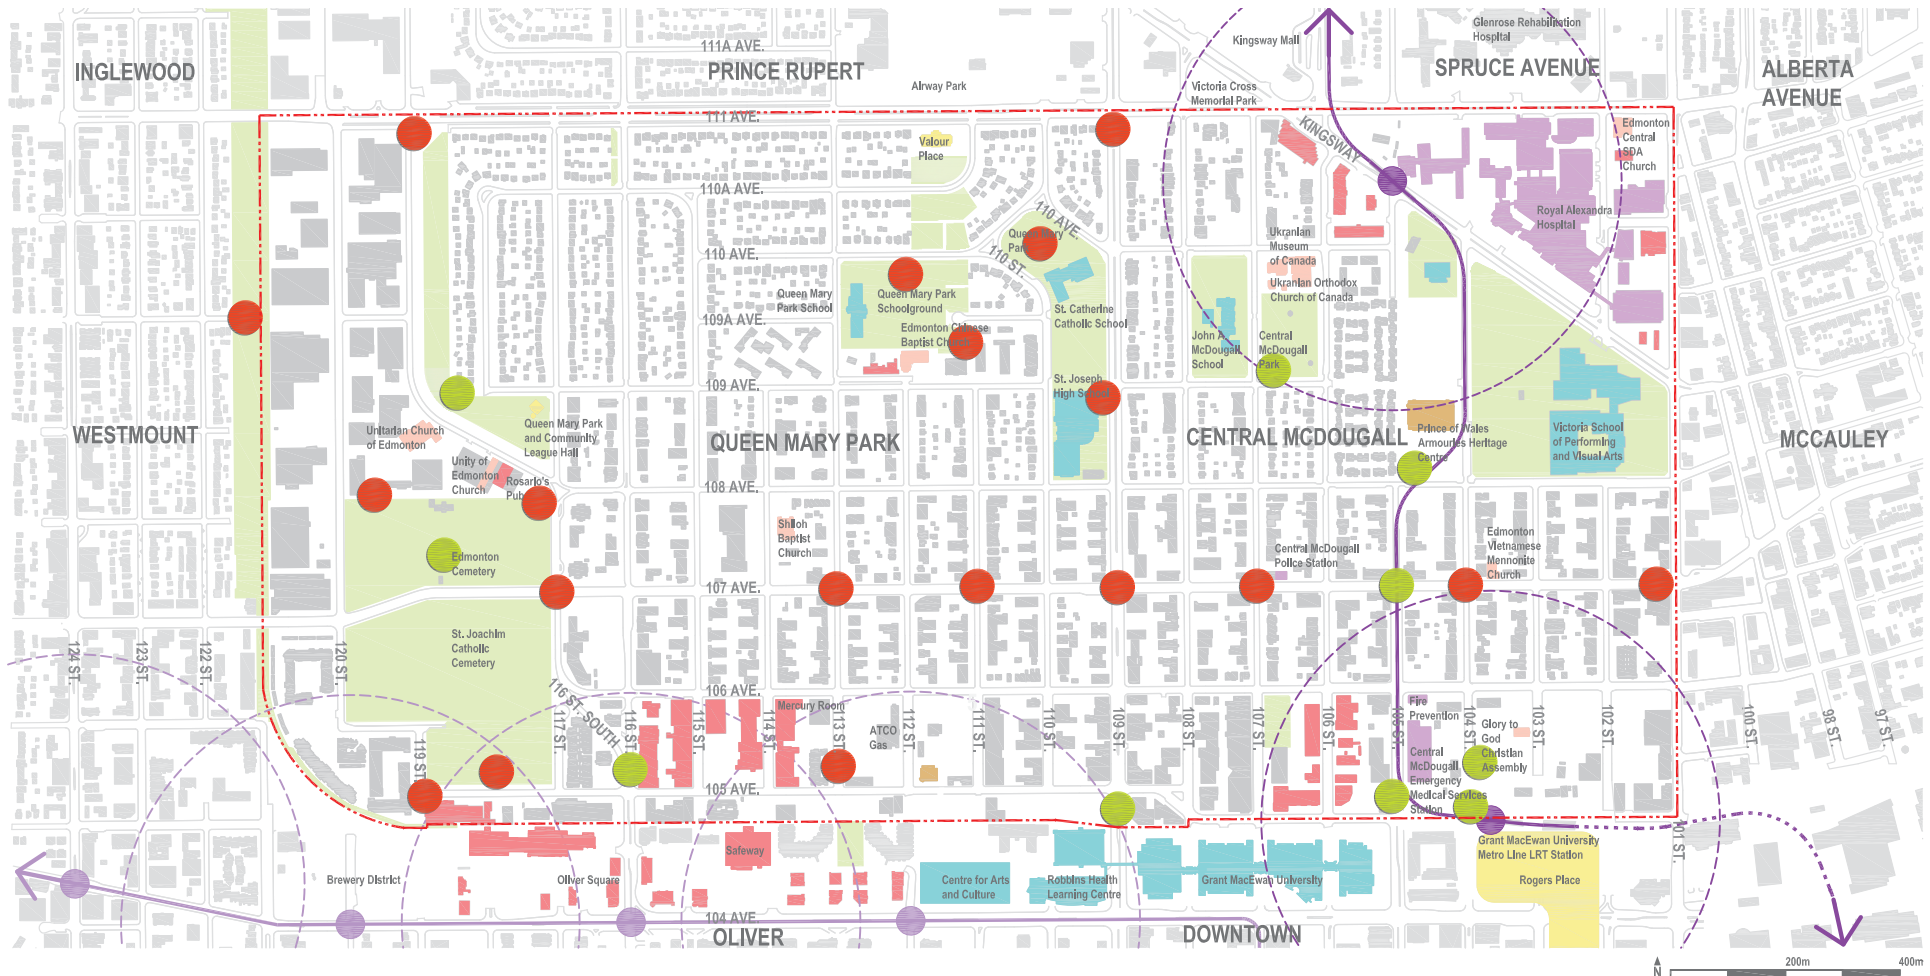 Glenrose Rehabilitation
Hospital
Kingsway Mall
111A AVE.
INGLEWOOD
PRINCE RUPERT
SPRUCE AVENUE
ALBERTA
AVENUE
Airway Park
Victoria Cross
Memorial Park
111 AVE.
KINGSWAY
Edmonton
Central
SDA
Church
Valour
Place
110A AVE.
110 AVE.
Royal Alexandra
Hospital
Queen Mary
Park
Ukranian
Museum
of Canada
110 AVE.
110 ST.
Queen Mary
Park School
Queen Mary Park
Schoolground
Ukranian Orthodox
Church of Canada
109A AVE.
St. Catherine
Catholic School
Edmonton Chinese
Baptist Church
John A.
McDougall
School
Central
McDougall
Park
109 AVE.
St. Joseph
High School
WESTMOUNT
Unitarian Church
of Edmonton
Queen Mary Park
and Community
League Hall
QUEEN MARY PARK
CENTRAL MCDOUGALL
Prince of Wales
Armouries Heritage
Centre
Victoria School
of Performing
and Visual Arts
MCCAULEY
Unity of
Edmonton
Church
Rosario's
Pub
108 AVE.
Shiloh
Baptist
Church
Edmonton
Vietnamese
Mennonite
Church
Edmonton
Cemetery
Central McDougall
Police Station
107 AVE.
St. Joachim
Catholic
Cemetery
124 ST.
123 ST.
122 ST.
120 ST.
106 AVE.
116 ST. SOUTH
119 ST.
117 ST.
116 ST.
115 ST.
114 ST.
Mercury Room
113 ST.
ATCO
Gas
112 ST.
111 ST.
110 ST.
109 ST.
108 ST.
107 ST.
106 ST.
105 ST.
Fire
Prevention
104 ST.
Glory to
God
Christian
Assembly
103 ST.
102 ST.
100 ST.
98 ST.
97 ST.
Central
McDougall
Emergency
Medical Services
Station
105 AVE.
101 ST.
Safeway
Grant MacEwan University
Metro Line LRT Station
Brewery District
Oliver Square
Centre for Arts
and Culture
Robbins Health
Learning Centre
Grant MacEwan University
Rogers Place
104 AVE.
OLIVER
DOWNTOWN
N
200m
400m